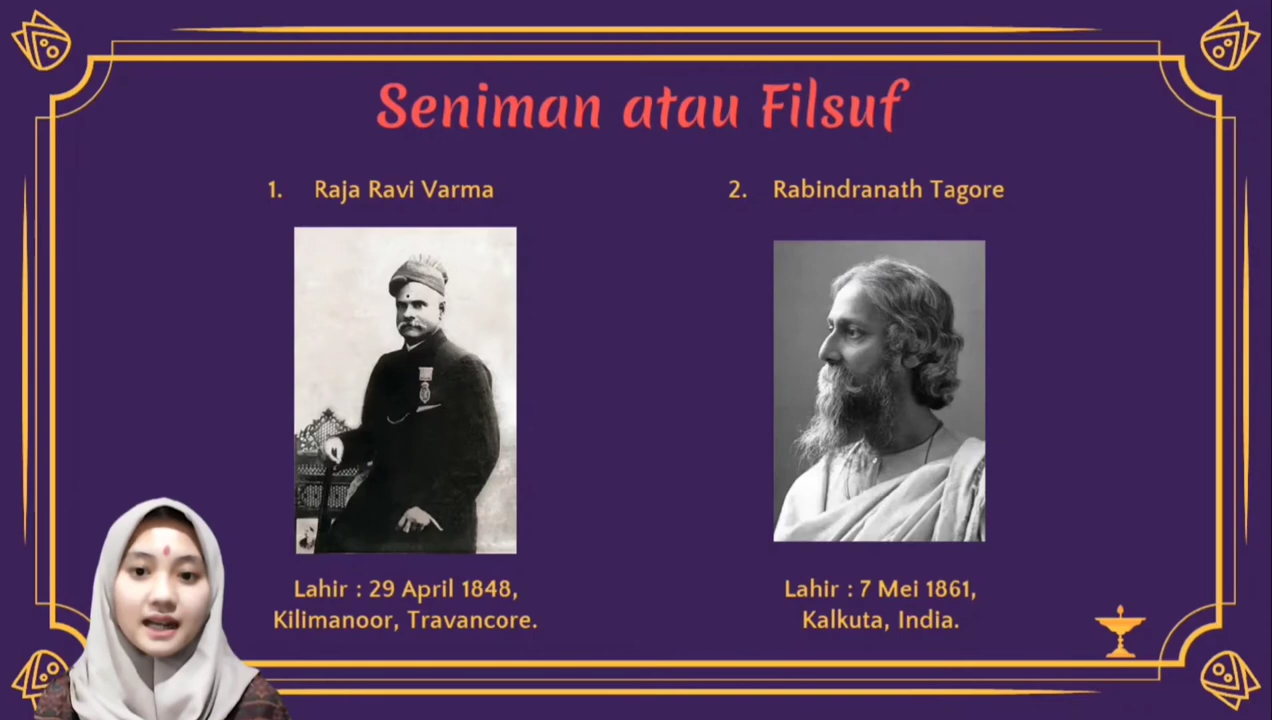 Seniman atau Filsuf
1. Raja Ravi Varma
2. Rabindranath Tagore
Lahir : 29 April 1848,
Kilimanoor, Travancore.
Lahir : 7 Mei 1861,
Kalkuta, India.